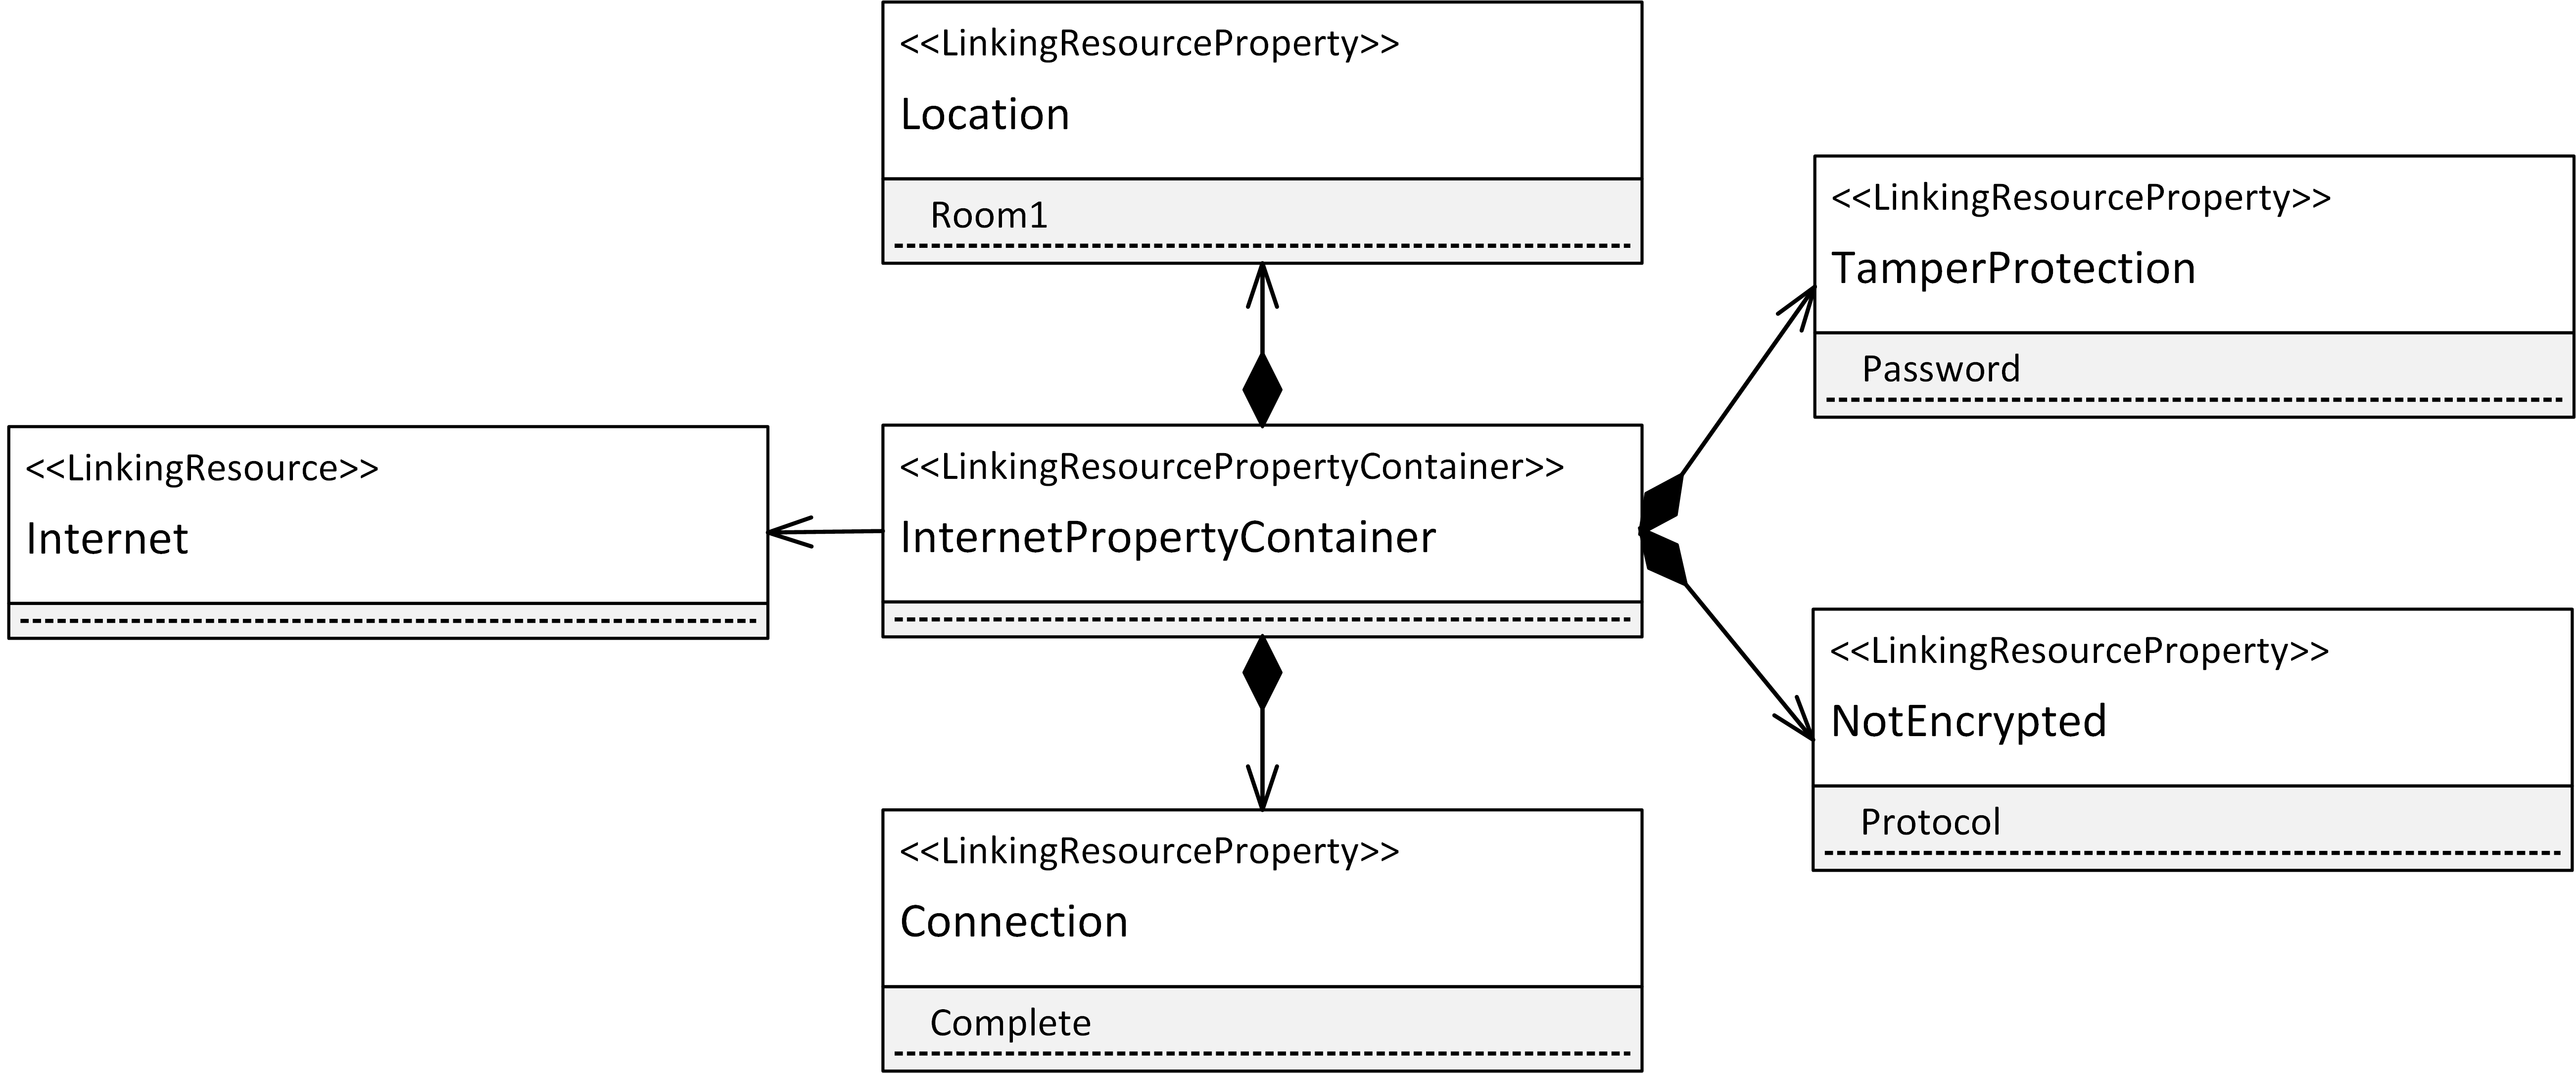 <<LinkingResourceProperty>>
Location
Room1
<<LinkingResourceProperty>>
TamperProtection
Password
<<LinkingResource>>
Internet
<<LinkingResourcePropertyContainer>>
InternetPropertyContainer
<<LinkingResourceProperty>>
NotEncrypted
Protocol
<<LinkingResourceProperty>>
Connection
Complete